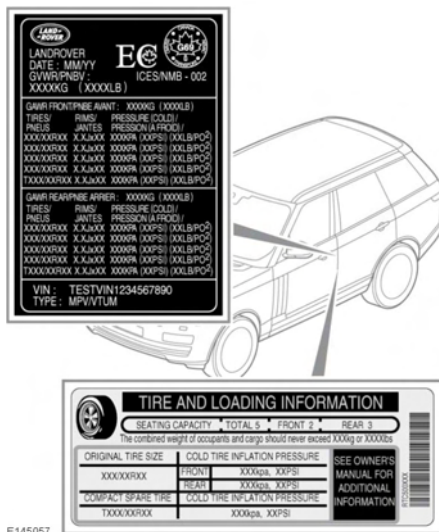 LAND-
ROVER
LANDROVER
DATE : MM/YY
GVWR/PNBV :
XXXXKG (XXXXLB)
EC
G69
ICES/NMB - 002
GAWR FRONT/PNBE AVANT : XXXXKG (XXXXLB)
TIRES/ RIMS/ PRESSURE (COLD) /
PNEUS JANTES PRESSION (A FROID) /
XXX/XXRXX X.XJxXX XXXKPA (XXPSI) (XXLB/PO²)
XXX/XXRXX X.XJxXX XXXKPA (XXPSI) (XXLB/PO²)
XXX/XXRXX X.XJxXX XXXKPA (XXPSI) (XXLB/PO²)
XXX/XXRXX X.XJxXX XXXKPA (XXPSI) (XXLB/PO²)
TXXX/XXRXX X.XJxXX XXXKPA (XXPSI) (XXLB/PO²)
GAWR REAR/PNBE ARRIER : XXXXKG (XXXXLB)
TIRES/ RIMS/ PRESSURE (COLD) /
PNEUS JANTES PRESSION (A FROID) /
XXX/XXRXX X.XJxXX XXXKPA (XXPSI) (XXLB/PO²)
XXX/XXRXX X.XJxXX XXXKPA (XXPSI) (XXLB/PO²)
XXX/XXRXX X.XJxXX XXXKPA (XXPSI) (XXLB/PO²)
XXX/XXRXX X.XJxXX XXXKPA (XXPSI) (XXLB/PO²)
TXXX/XXRXX X.XJxXX XXXKPA (XXPSI) (XXLB/PO²)
VIN : TESTVIN1234567890
TYPE : MPV/VTUM
TIRE AND LOADING INFORMATION
SEATING CAPACITY TOTAL 5 FRONT 2 REAR 3
The combined weight of occupants and cargo should never exceed XXXkg or XXXXlbs
ORIGINAL TIRE SIZE COLD TIRE INFLATION PRESSURE
XXX/XXRXX
FRONT XXXkpa, XXPSI
REAR XXXkpa, XXPSI
COMPACT SPARE TIRE COLD TIRE INFLATION PRESSURE
TXXX/XXRXX XXXkpa, XXPSI
SEE OWNER'S
MANUAL FOR
ADDITIONAL
INFORMATION
E145057